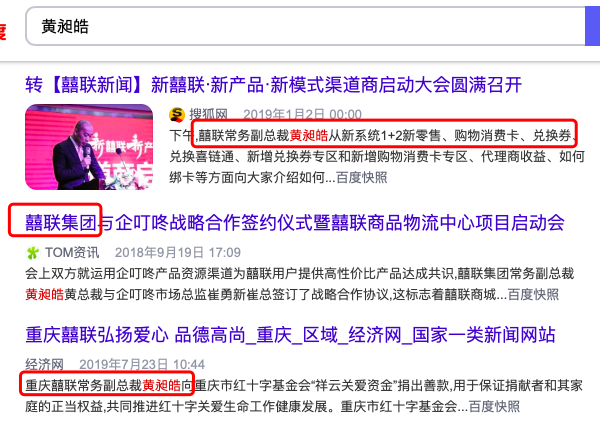 黄昶皓
转【囍联新闻】新囍联·新产品·新模式渠道商启动大会圆满召开
搜狐网 2019年1月2日 00:00
下午,囍联常务副总裁黄昶皓从新系统1+2新零售、购物消费卡、兑换券、
兑换喜链通、新增兑换券专区和新增购物消费卡专区、代理商收益、如何
绑卡等方面向大家介绍如何...百度快照
囍联集团与企叮咚战略合作签约仪式暨囍联商品物流中心项目启动会
TOM资讯 2018年9月19日 17:09
会上双方就运用企叮咚产品资源渠道为囍联用户提供高性价比产品达成共识,囍联集团常务副总裁
黄昶皓黄总裁与企叮咚市场总监崔勇新崔总签订了战略合作协议,这标志着囍联商城...百度快照
重庆囍联弘扬爱心 品德高尚_重庆_区域_经济网_国家一类新闻网站
经济网 2019年7月23日 10:44
重庆囍联常务副总裁黄昶皓向重庆市红十字基金会“祥云关爱资金”捐出善款,用于保证捐献者和其家
庭的正当权益,共同推进红十字关爱生命工作健康发展。重庆市红十字基金会...百度快照